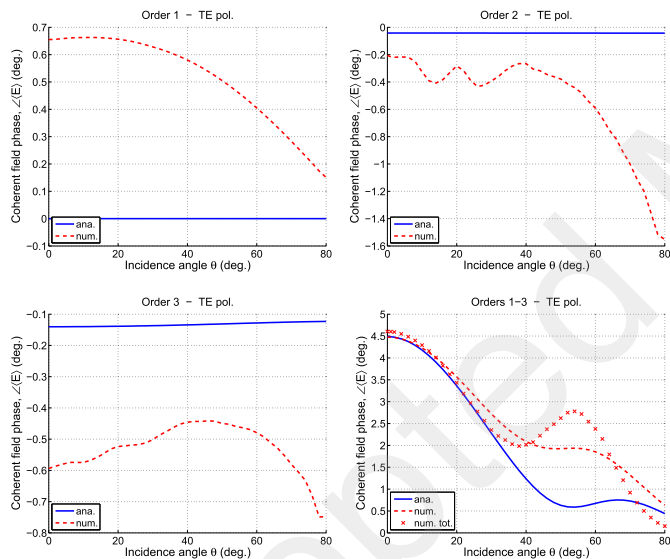 Order 1 − TE pol.
0.7
0.6
0.5
0.4
0.3
0.2
0.1
0
−0.1
0 20 40 60 80
Coherent field phase, ∠⟨E⟩ (deg.)
Incidence angle θ (deg.)
ana.
num.
Order 2 − TE pol.
0
−0.2
−0.4
−0.6
−0.8
−1
−1.2
−1.4
−1.6
0 20 40 60 80
Coherent field phase, ∠⟨E⟩ (deg.)
Incidence angle θ (deg.)
ana.
num.
Order 3 − TE pol.
−0.1
−0.2
−0.3
−0.4
−0.5
−0.6
−0.7
−0.8
0 20 40 60 80
Coherent field phase, ∠⟨E⟩ (deg.)
Incidence angle θ (deg.)
ana.
num.
Orders 1−3 − TE pol.
5
4.5
4
3.5
3
2.5
2
1.5
1
0.5
0
0 20 40 60 80
Coherent field phase, ∠⟨E⟩ (deg.)
Incidence angle θ (deg.)
ana.
num.
num. tot.